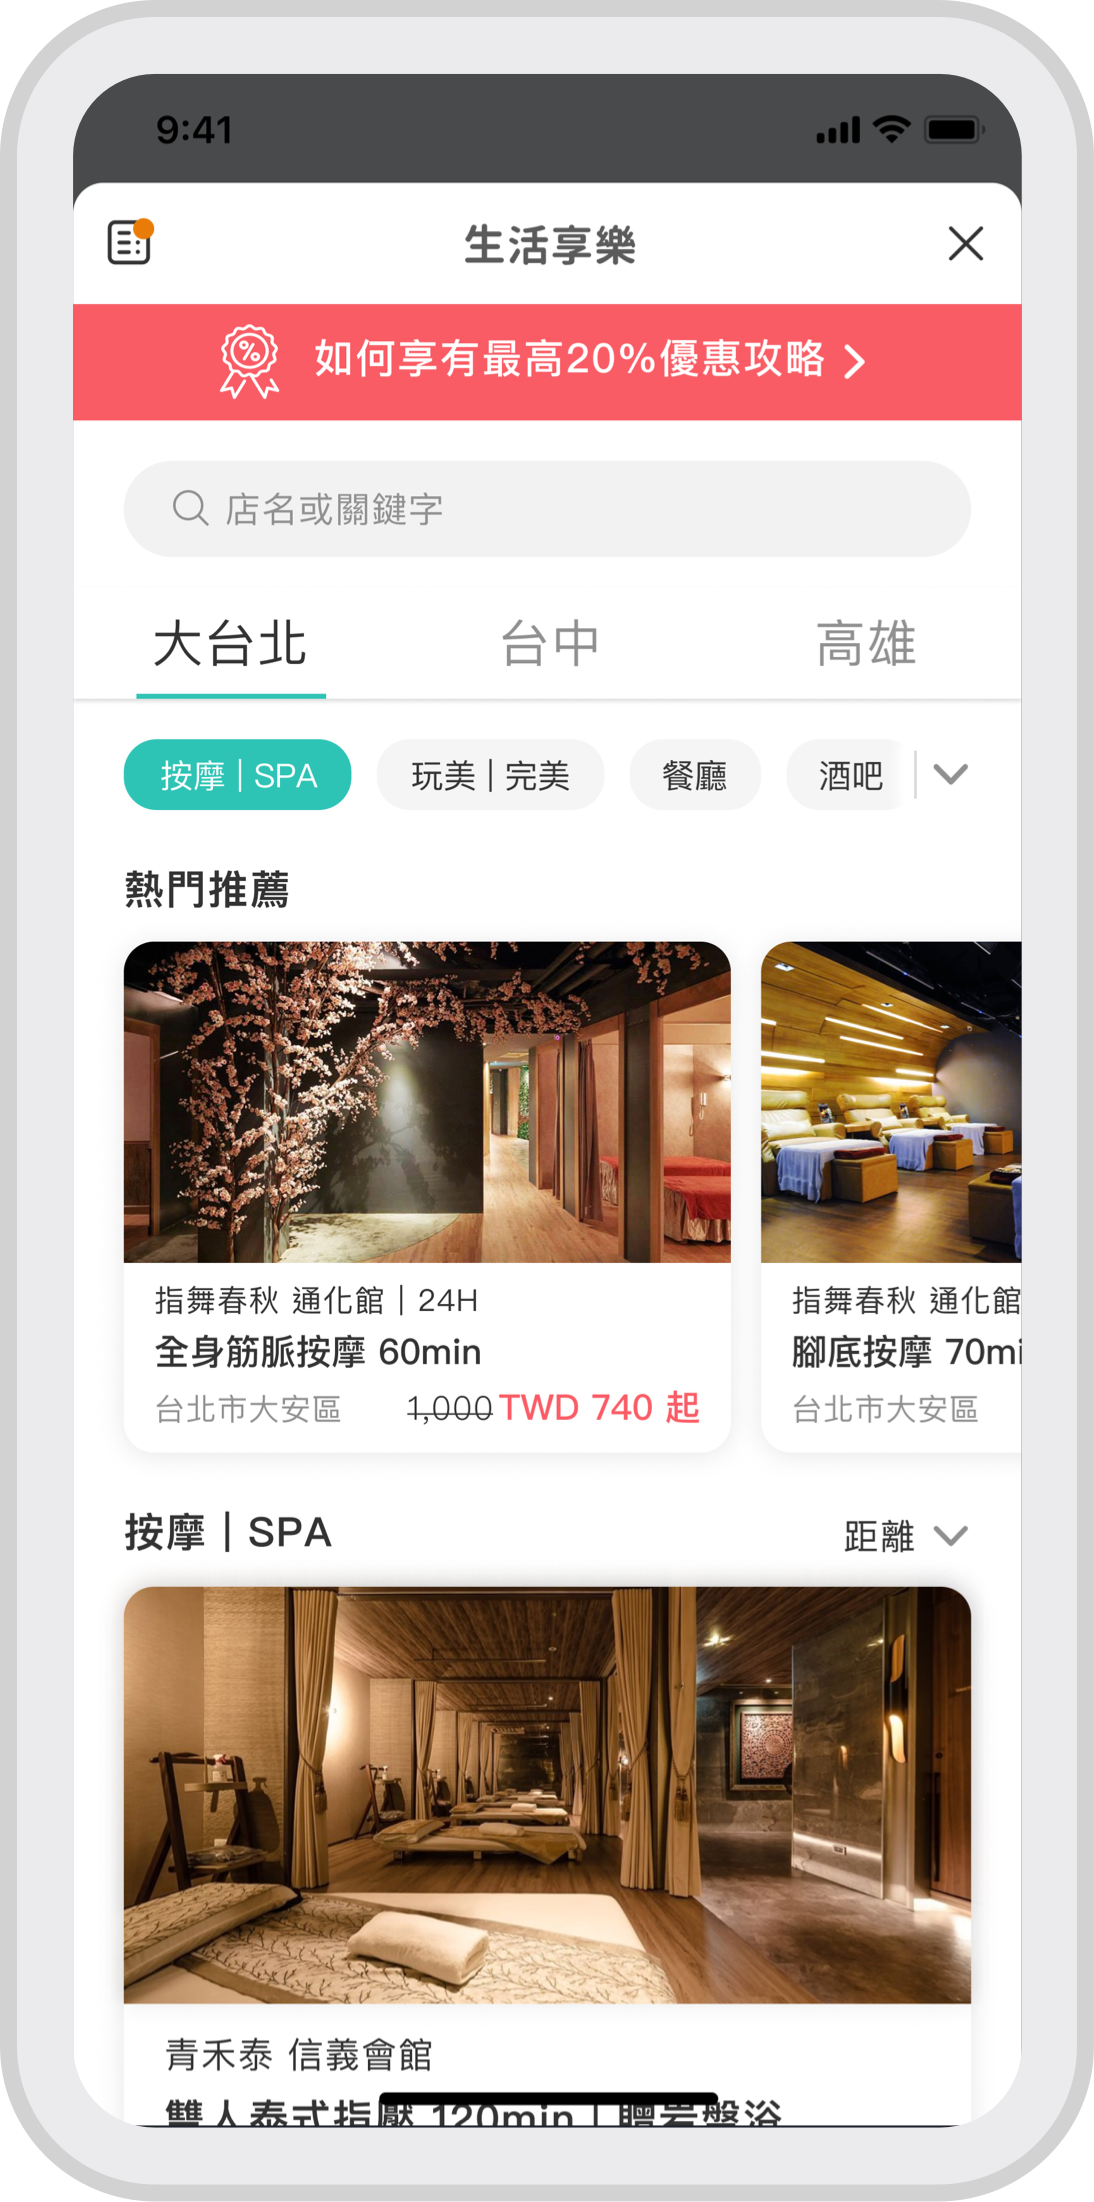 9:41
生活享樂
如何享有最高20%優惠攻略
店名或關鍵字
大台北 台中 高雄
按摩 | SPA 玩美 | 完美 餐廳 酒吧
熱門推薦
指舞春秋 通化館 | 24H
全身筋脈按摩 60min
台北市大安區 1,000 TWD 740 起
指舞春秋 通化館
腳底按摩 70mi
台北市大安區
按摩 | SPA 距離
青禾泰 信義會館
雙人泰式指壓 120min | 贈岩盤浴